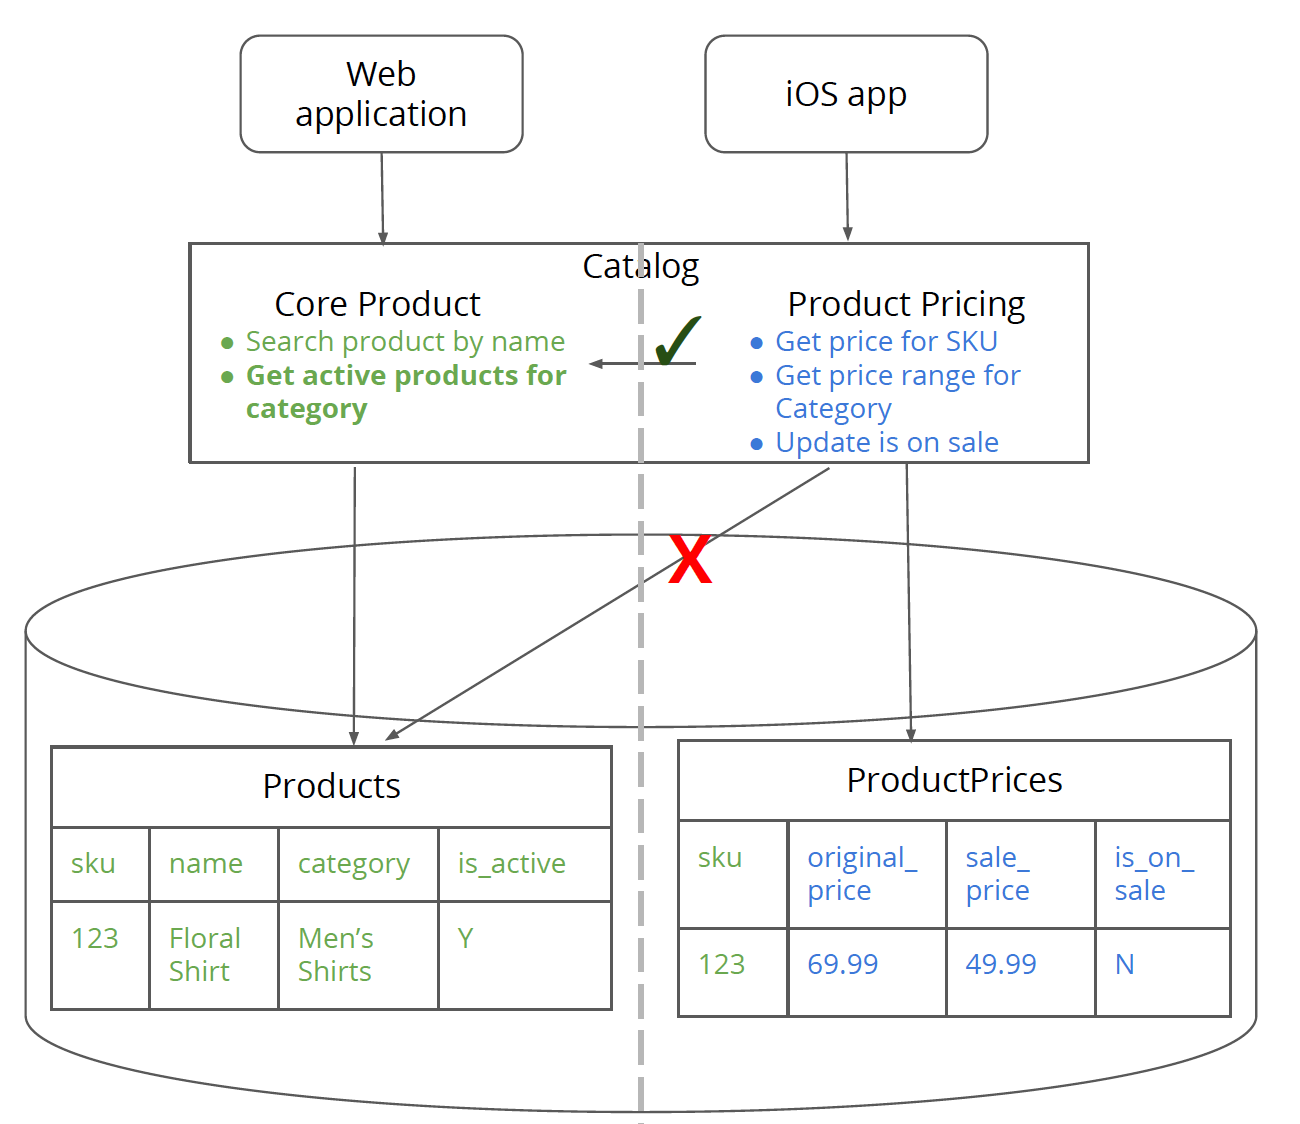 Web
application
iOS app
Catalog
Core Product
● Search product by name
● Get active products for
category
✓
Product Pricing
● Get price for SKU
● Get price range for
Category
● Update is on sale
X
Products
sku name category is_active
123 Floral Men’s Y
Shirt Shirts
ProductPrices
sku original_ sale_ is_on_
price price sale
123 69.99 49.99 N